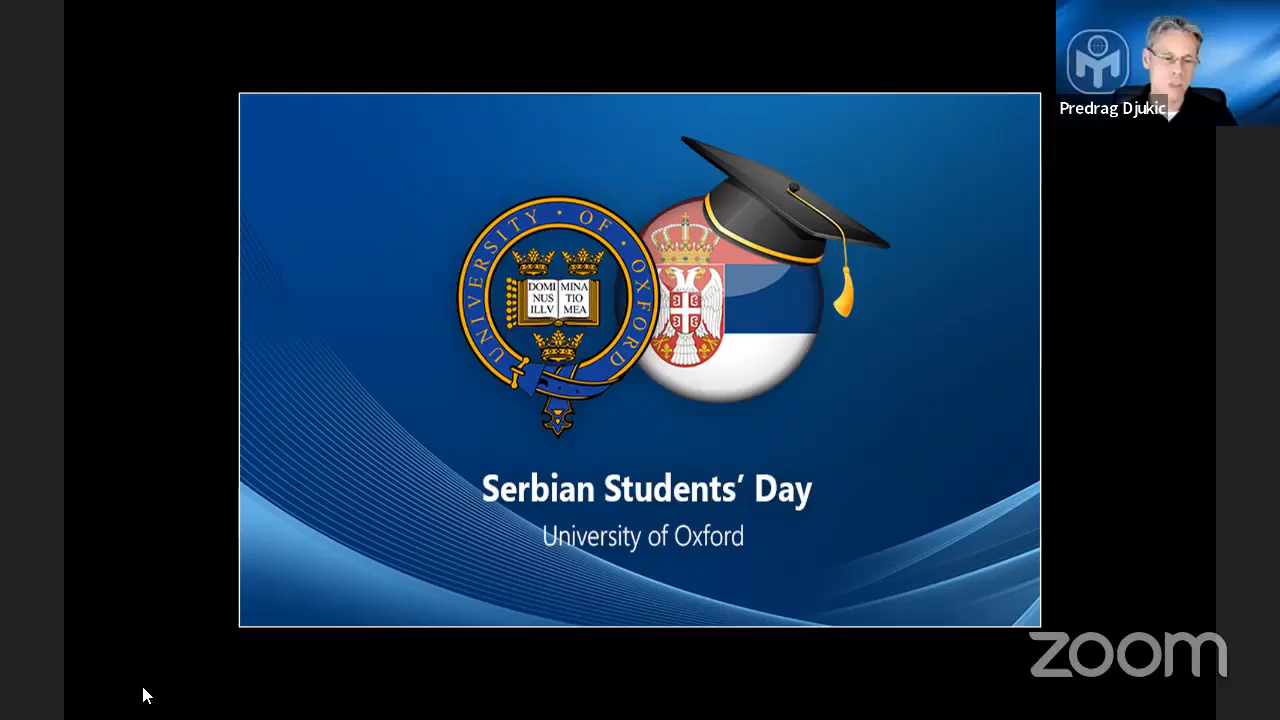 Predrag Djukic
UNIVERSITY • OF • OXFORD
DOMI MINA
NUS TIO
ILLV MEA
Serbian Students’ Day
University of Oxford
zoom